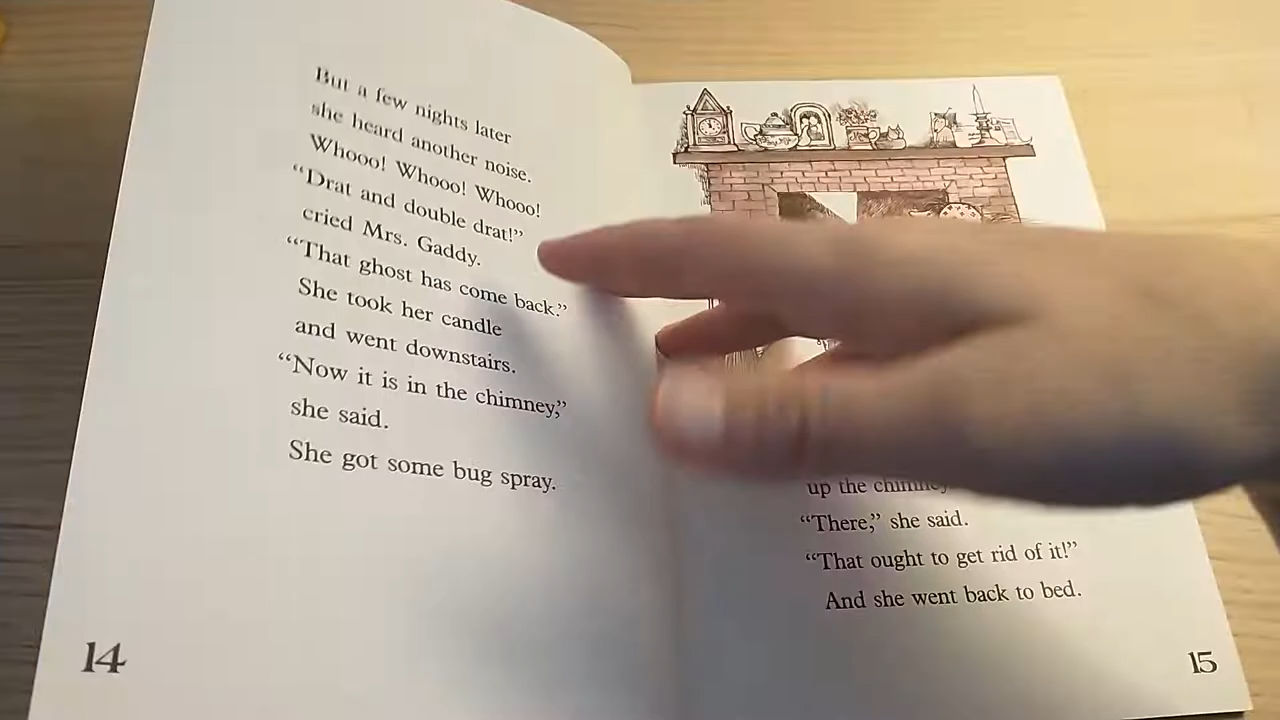 But a few nights later
she heard another noise.
Whooo! Whooo! Whooo!
“Drat and double drat!”
cried Mrs. Gaddy.
“That ghost has come back.”
She took her candle
and went downstairs.
“Now it is in the chimney,”
she said.
She got some bug spray.
14
up the chimney
“There,” she said.
“That ought to get rid of it!”
And she went back to bed.
15